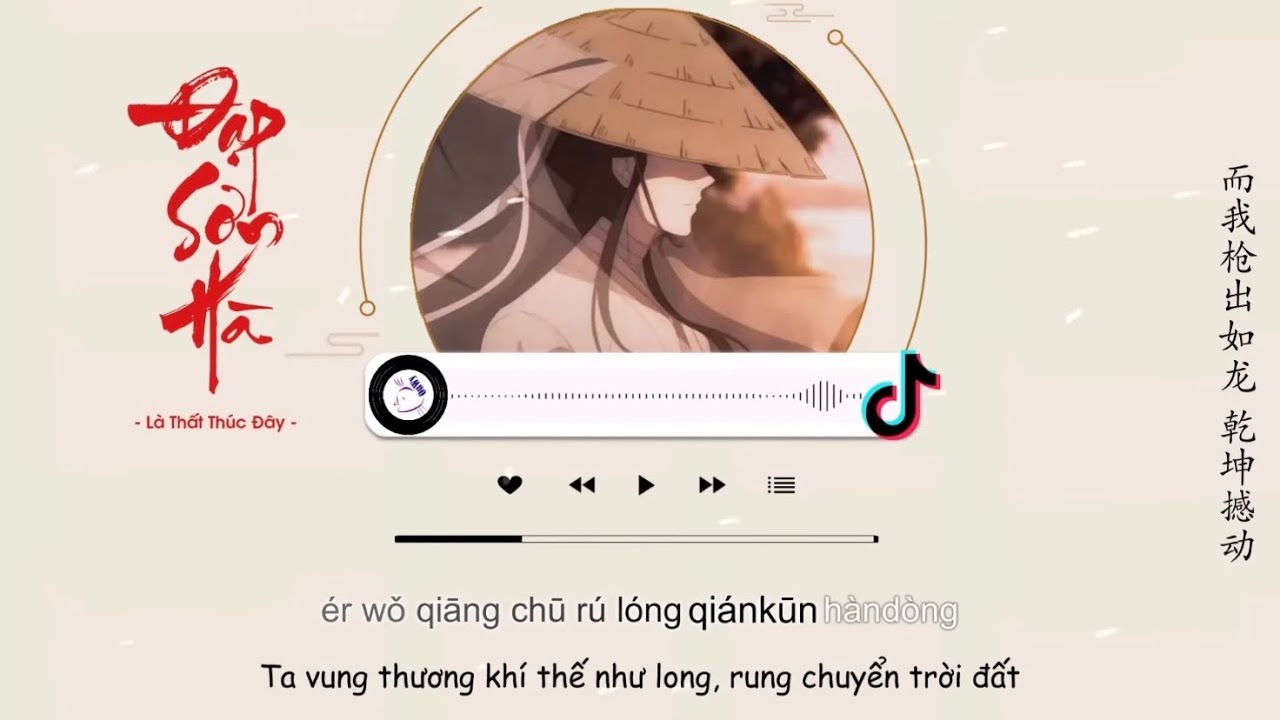 Đạp
Sơn
Hà
- Là Thất Thúc Đây -
而我枪出如龙 乾坤撼动
ér wǒ qiāng chū rú lóng qiánkūn hàndòng
Ta vung thương khí thế như long, rung chuyển trời đất